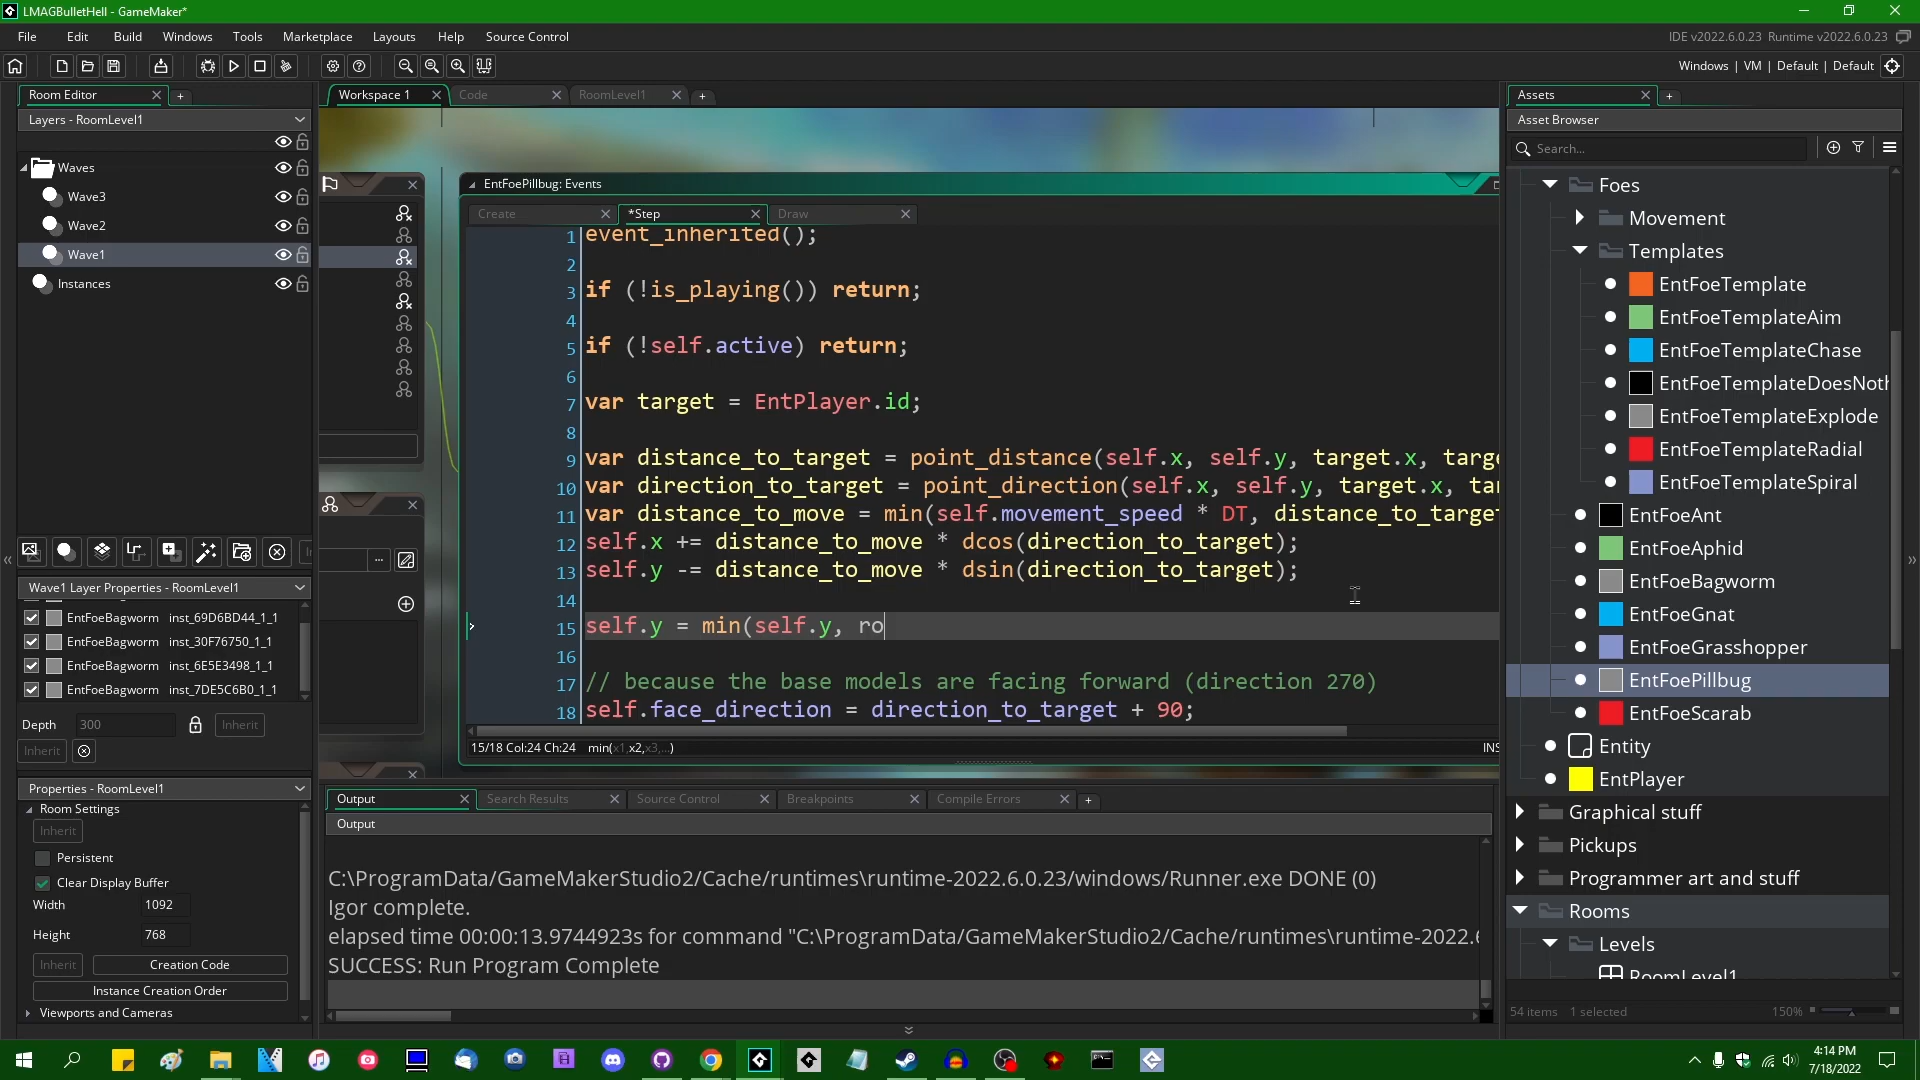 LMAGBulletHell - GameMaker*
File Edit Build Windows Tools Marketplace Layouts Help Source Control
IDE v2022.6.0.23 Runtime v2022.6.0.23
Windows | VM | Default | Default
Room Editor
Layers - RoomLevel1
Waves
Wave3
Wave2
Wave1
Instances
Wave1 Layer Properties - RoomLevel1
EntFoeBagworm inst_69D6BD44_1_1
EntFoeBagworm inst_30F76750_1_1
EntFoeBagworm inst_6E5E3498_1_1
EntFoeBagworm inst_7DE5C6B0_1_1
Depth 300 Inherit
Inherit
Properties - RoomLevel1
Room Settings
Inherit
Persistent
Clear Display Buffer
Width 1092
Height 768
Inherit Creation Code
Instance Creation Order
Viewports and Cameras
Workspace 1 Code RoomLevel1
EntFoePillbug: Events
Create *Step Draw
1 event_inherited();
2
3 if (!is_playing()) return;
4
5 if (!self.active) return;
6
7 var target = EntPlayer.id;
8
9 var distance_to_target = point_distance(self.x, self.y, target.x, targe
10 var direction_to_target = point_direction(self.x, self.y, target.x, tar
11 var distance_to_move = min(self.movement_speed * DT, distance_to_target
12 self.x += distance_to_move * dcos(direction_to_target);
13 self.y -= distance_to_move * dsin(direction_to_target);
14
15 self.y = min(self.y, ro
16
17 // because the base models are facing forward (direction 270)
18 self.face_direction = direction_to_target + 90;
15/18 Col:24 Ch:24 min(x1,x2,x3,...) INS
Output Search Results Source Control Breakpoints Compile Errors
Output
C:\ProgramData/GameMakerStudio2/Cache/runtimes\runtime-2022.6.0.23/windows/Runner.exe DONE (0)
Igor complete.
elapsed time 00:00:13.9744923s for command "C:\ProgramData/GameMakerStudio2/Cache/runtimes\runtime-2022.6
SUCCESS: Run Program Complete
Assets
Asset Browser
Search...
Foes
Movement
Templates
EntFoeTemplate
EntFoeTemplateAim
EntFoeTemplateChase
EntFoeTemplateDoesNoth
EntFoeTemplateExplode
EntFoeTemplateRadial
EntFoeTemplateSpiral
EntFoeAnt
EntFoeAphid
EntFoeBagworm
EntFoeGnat
EntFoeGrasshopper
EntFoePillbug
EntFoeScarab
Entity
EntPlayer
Graphical stuff
Pickups
Programmer art and stuff
Rooms
Levels
RoomLevel1
54 items 1 selected 150%
4:14 PM
7/18/2022